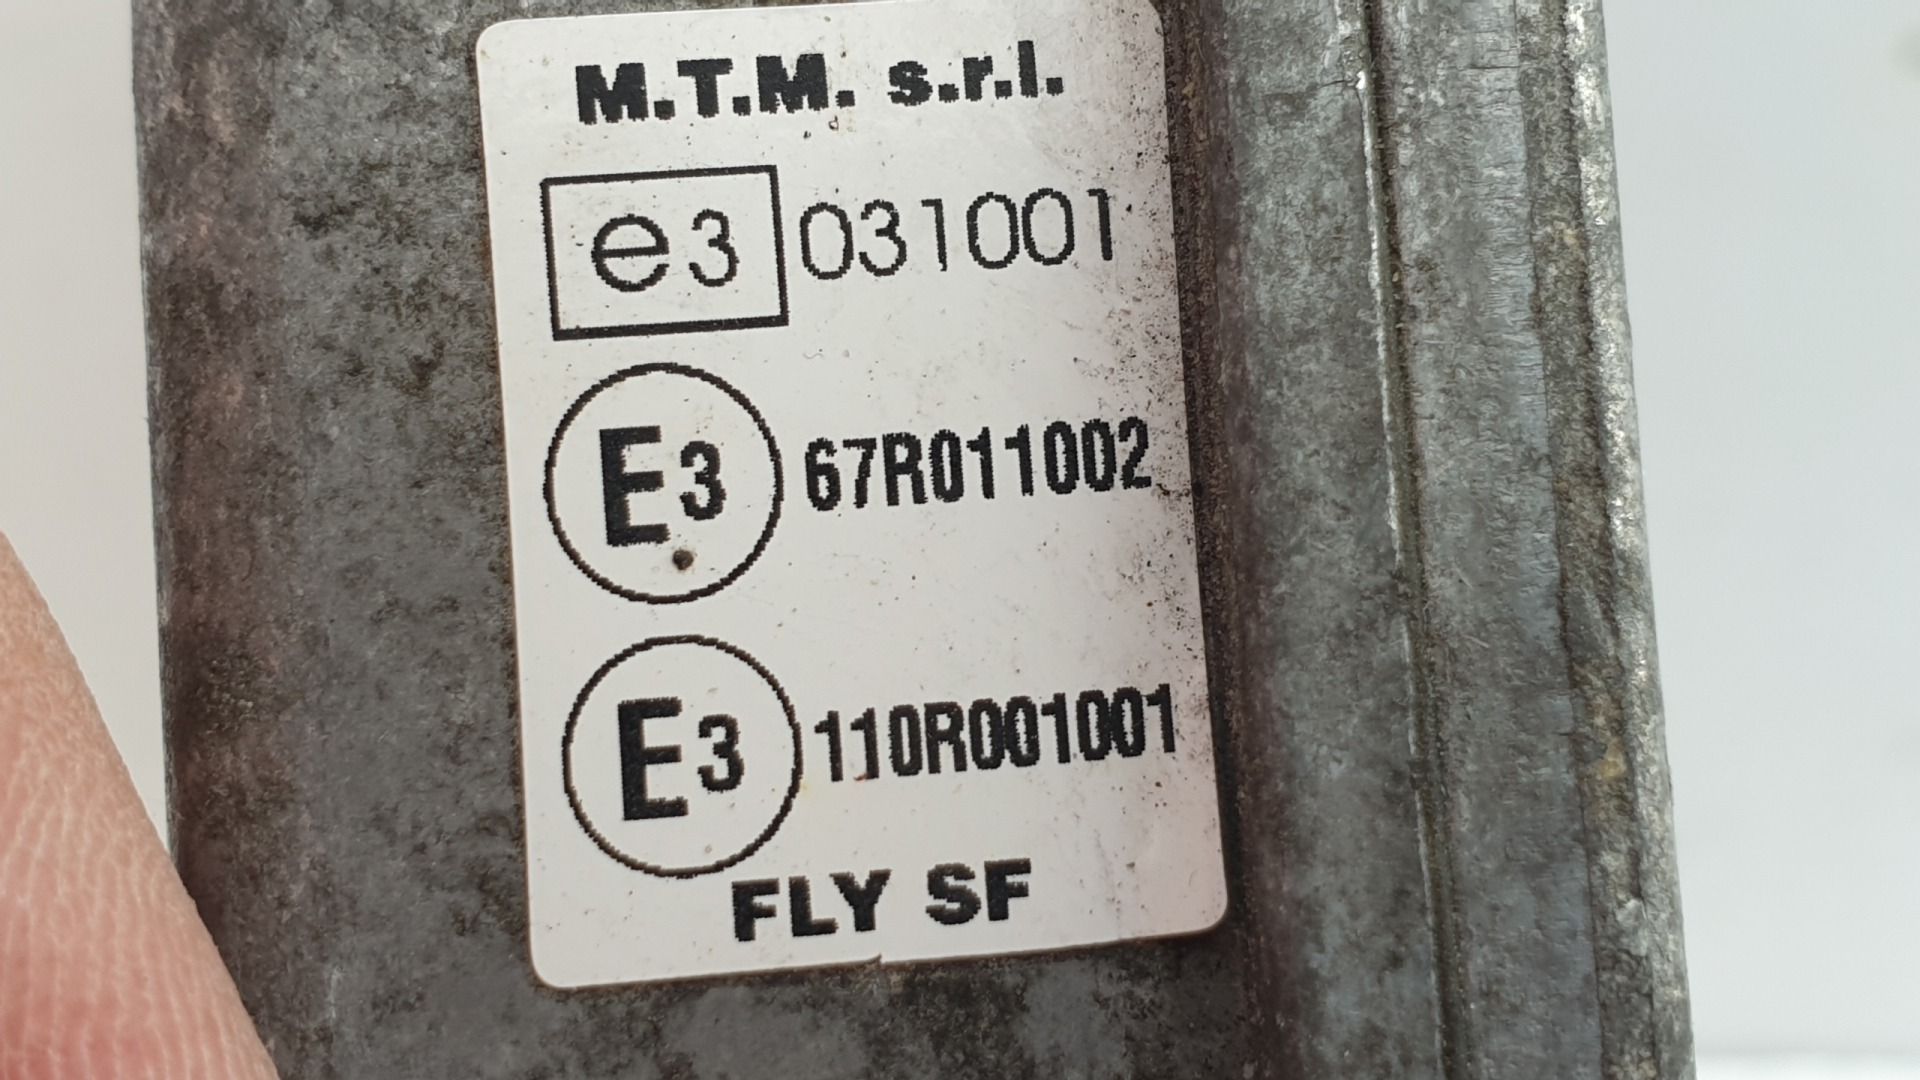 M.T.M. s.r.l.
e3 031001
E3 67R011002
E3 110R001001
FLY SF